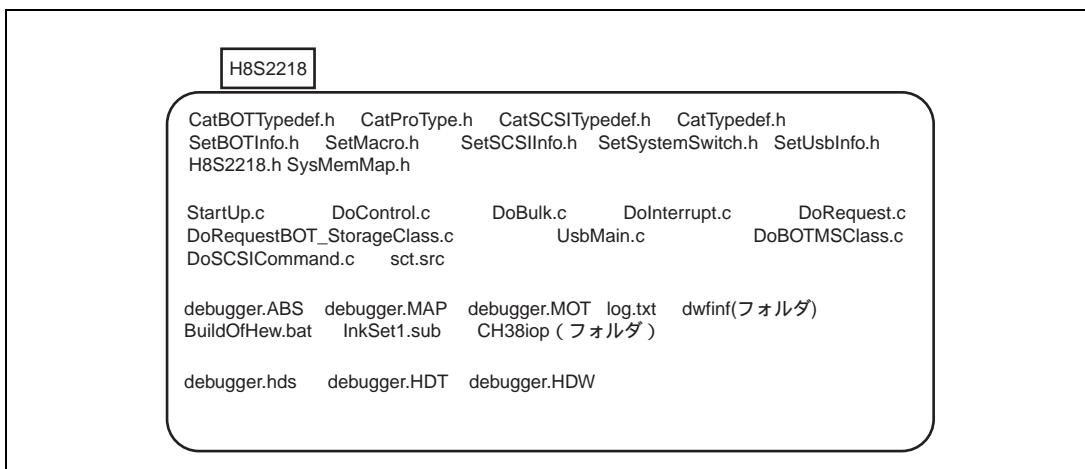 H8S2218
CatBOTTypedef.h CatProType.h CatSCSITypedef.h CatTypedef.h
SetBOTInfo.h SetMacro.h SetSCSIInfo.h SetSystemSwitch.h SetUsbInfo.h
H8S2218.h SysMemMap.h
StartUp.c DoControl.c DoBulk.c DoInterrupt.c DoRequest.c
DoRequestBOT_StorageClass.c UsbMain.c DoBOTMSClass.c
DoSCSICommand.c sct.src
debugger.ABS debugger.MAP debugger.MOT log.txt dwfinf(フォルダ)
BuildOfHew.bat InkSet1.sub CH38iop（フォルダ）
debugger.hds debugger.HDT debugger.HDW